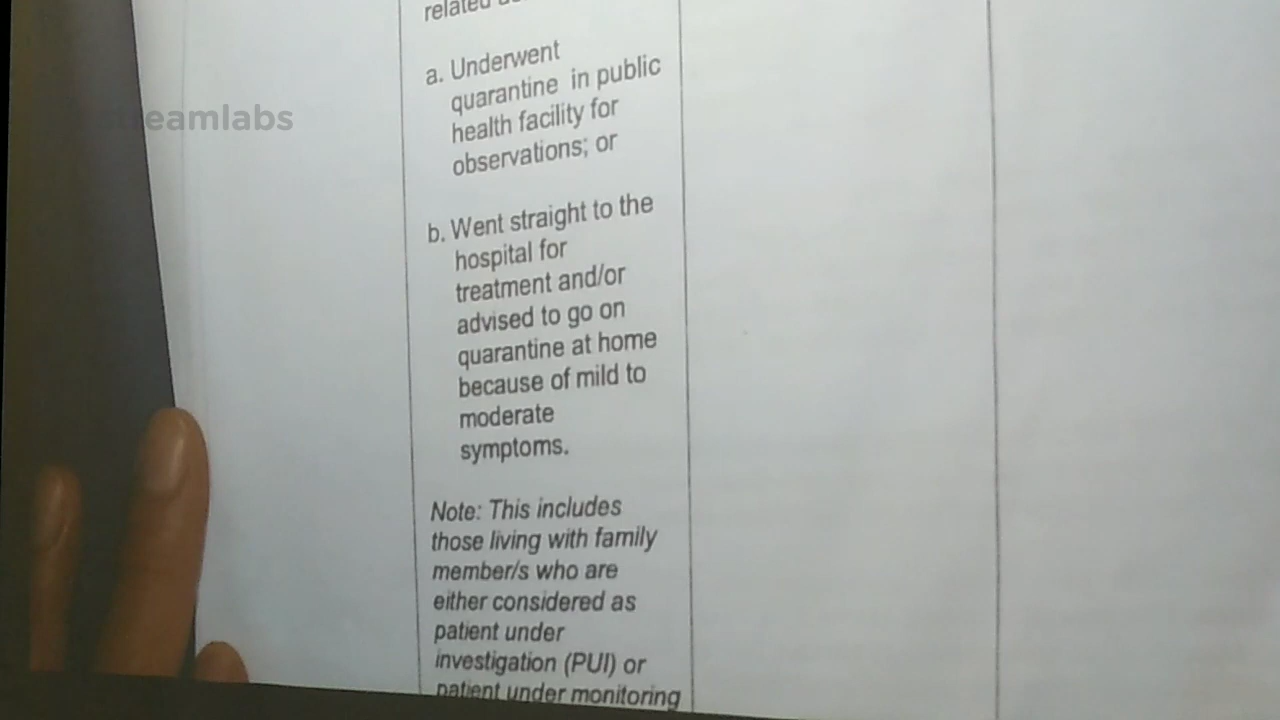 related
a. Underwent
quarantine in public
health facility for
observations; or
b. Went straight to the
hospital for
treatment and/or
advised to go on
quarantine at home
because of mild to
moderate
symptoms.
Note: This includes
those living with family
member/s who are
either considered as
patient under
investigation (PUI) or
patient under monitoring
streamlabs